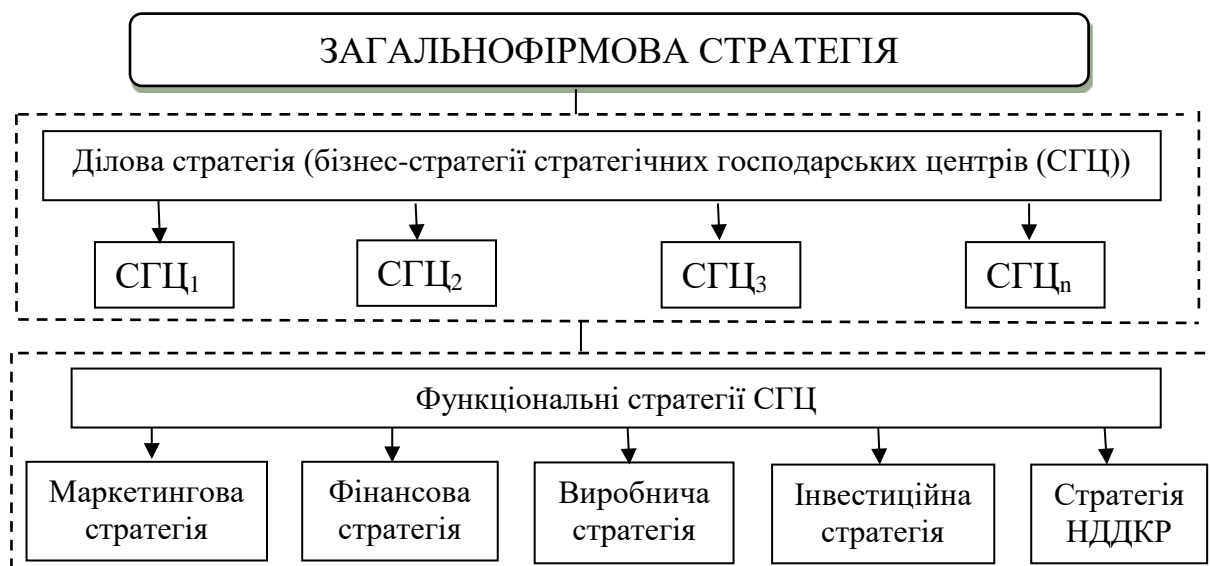 ЗАГАЛЬНОФІРМОВА СТРАТЕГІЯ
Ділова стратегія (бізнес-стратегії стратегічних господарських центрів (СГЦ))
СГЦ₁
СГЦ₂
СГЦ₃
СГЦₙ
Функціональні стратегії СГЦ
Маркетингова
стратегія
Фінансова
стратегія
Виробнича
стратегія
Інвестиційна
стратегія
Стратегія
НДДКР